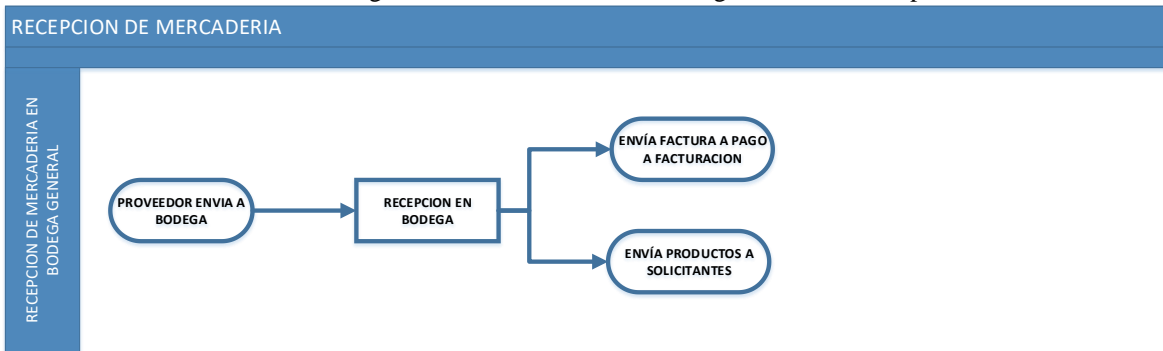 RECEPCION DE MERCADERIA
RECEPCION DE MERCADERIA EN
BODEGA GENERAL
PROVEEDOR ENVIA A
BODEGA
RECEPCION EN
BODEGA
ENVÍA FACTURA A PAGO
A FACTURACION
ENVÍA PRODUCTOS A
SOLICITANTES